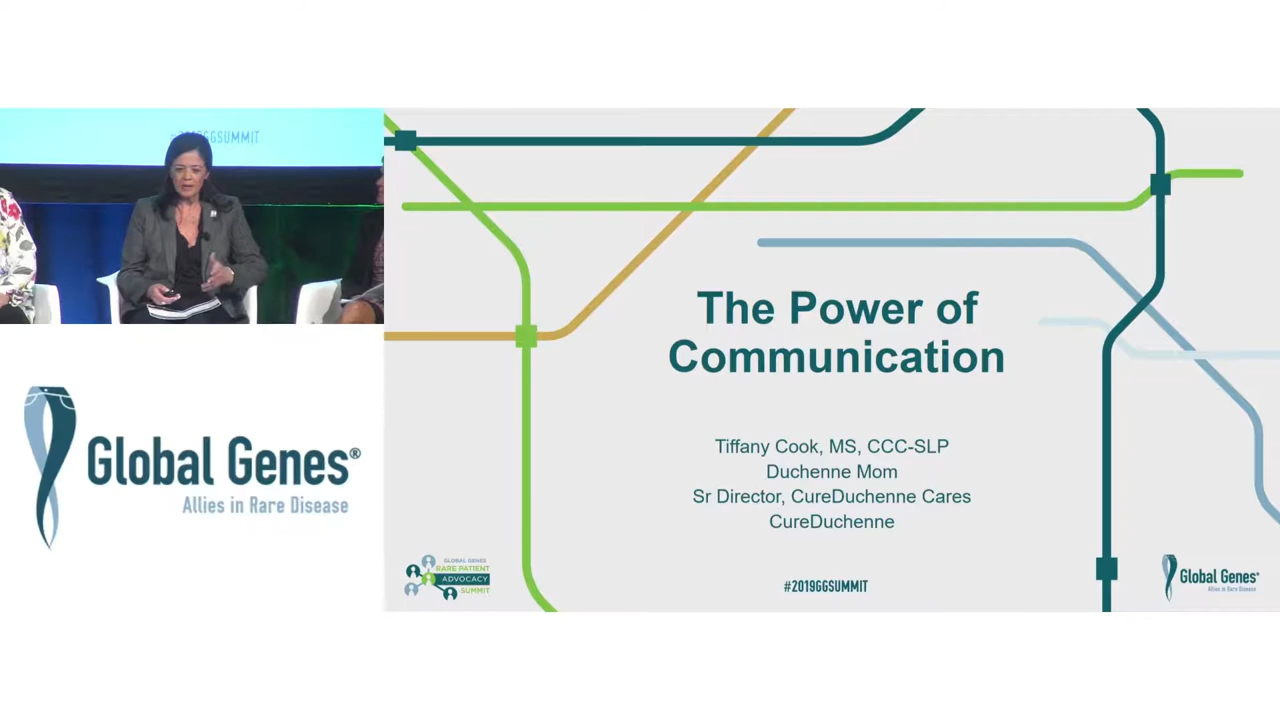 #2019GGSUMMIT
Global Genes®
Allies in Rare Disease
The Power of
Communication
Tiffany Cook, MS, CCC-SLP
Duchenne Mom
Sr Director, CureDuchenne Cares
CureDuchenne
GLOBAL GENES
RARE PATIENT
ADVOCACY
SUMMIT
#2019GGSUMMIT
Global Genes®
Allies in Rare Disease